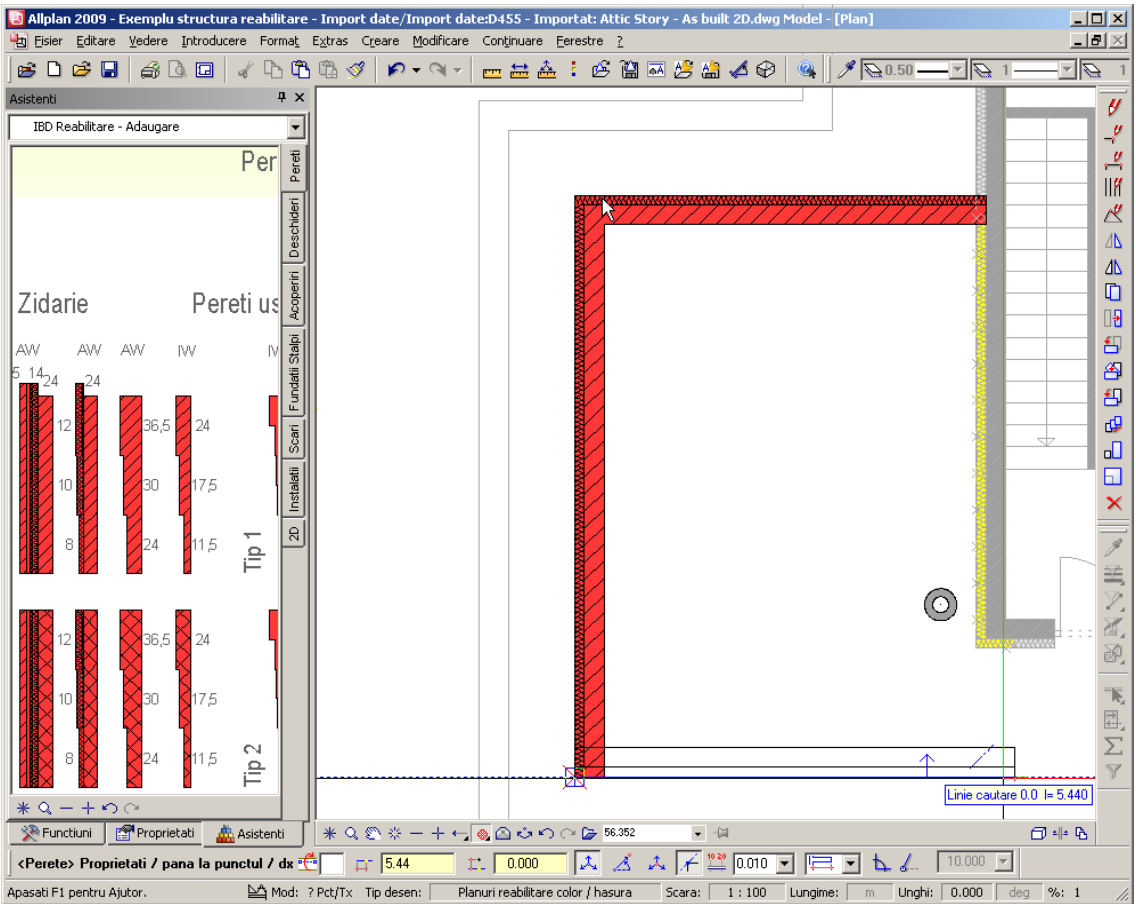 Allplan 2009 - Exemplu structura reabilitare - Import date/Import date:D455 - Importat: Attic Story - As built 2D.dwg Model - [Plan]
Eisier Editare Vedere Introducere Format Extras Creare Modificare Continuare Ferestre ?
0.50
1
1
Asistenti
IBD Reabilitare - Adaugare
Per
Pereti
Deschideri
Acoperiri
Fundatii Stalpi
Scari
Instalatii
2D
Zidarie
Pereti us
AW AW AW IW IV
5 14 24 24
12 36,5 24
10 30 17,5
8 24 11,5
Tip 1
12 36,5 24
10 30 17,5
8 24 11,5
Tip 2
Linie cautare 0.0 l= 5.440
Functiuni Proprietati Asistenti
56.352
<Perete> Proprietati / pana la punctul / dx
5.44
0.000
10 20
0.010
10.000
Apasati F1 pentru Ajutor.
Mod: ? Pct/Tx Tip desen: Planuri reabilitare color / hasura Scara: 1 : 100 Lungime: m Unghi: 0.000 deg %: 1